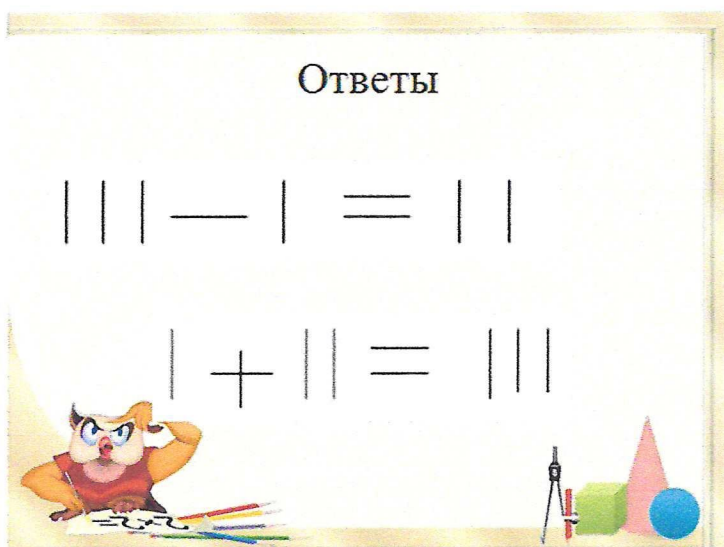 Ответы
||| — | = ||
| + || = |||